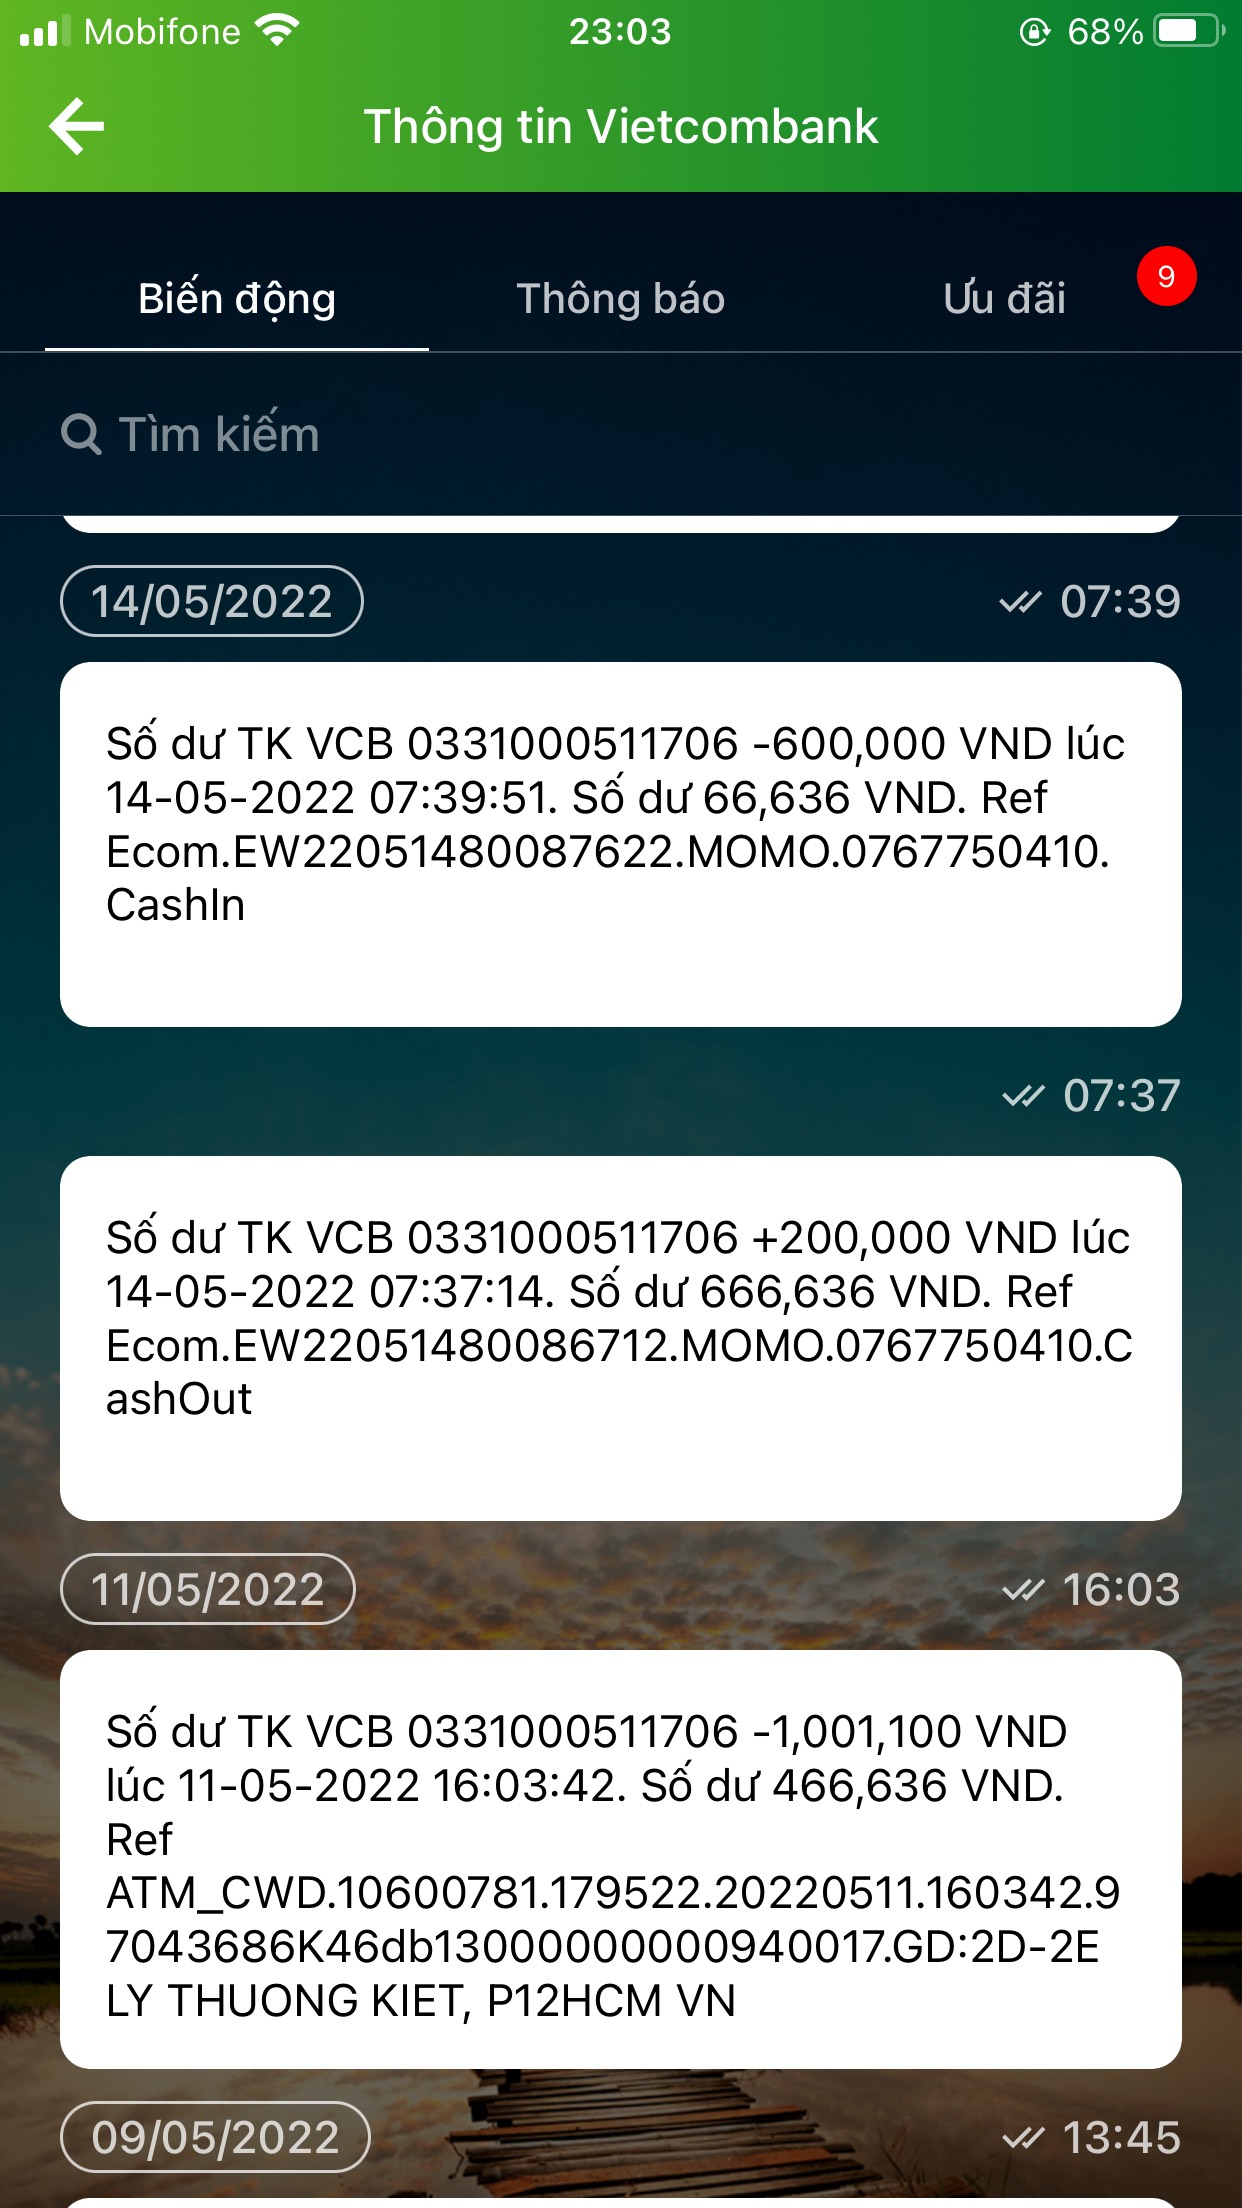 Mobifone 23:03 68%
Thông tin Vietcombank
Biến động Thông báo Ưu đãi 9
Tìm kiếm
14/05/2022 07:39
Số dư TK VCB 0331000511706 -600,000 VND lúc
14-05-2022 07:39:51. Số dư 66,636 VND. Ref
Ecom.EW22051480087622.MOMO.0767750410.
CashIn
07:37
Số dư TK VCB 0331000511706 +200,000 VND lúc
14-05-2022 07:37:14. Số dư 666,636 VND. Ref
Ecom.EW22051480086712.MOMO.0767750410.C
ashOut
11/05/2022 16:03
Số dư TK VCB 0331000511706 -1,001,100 VND
lúc 11-05-2022 16:03:42. Số dư 466,636 VND.
Ref
ATM_CWD.10600781.179522.20220511.160342.9
7043686K46db13000000000940017.GD:2D-2E
LY THUONG KIET, P12HCM VN
09/05/2022 13:45